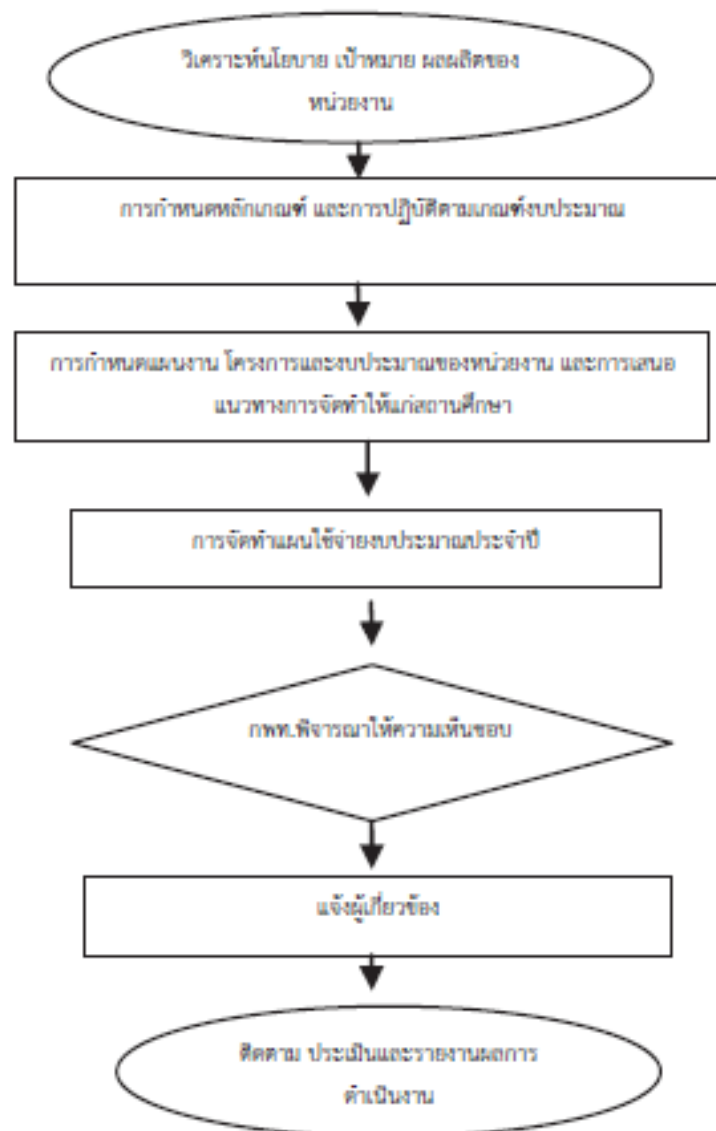 วิเคราะห์นโยบาย เป้าหมาย ผลผลิตของ
หน่วยงาน
การกำหนดหลักเกณฑ์ และการปฏิบัติตามเกณฑ์งบประมาณ
การกำหนดแผนงาน โครงการและงบประมาณของหน่วยงาน และการเสนอ
แนวทางการจัดทำให้แก่สถานศึกษา
การจัดทำแผนใช้จ่ายงบประมาณประจำปี
กพท.พิจารณาให้ความเห็นชอบ
แจ้งผู้เกี่ยวข้อง
ติดตาม ประเมินและรายงานผลการ
ดำเนินงาน